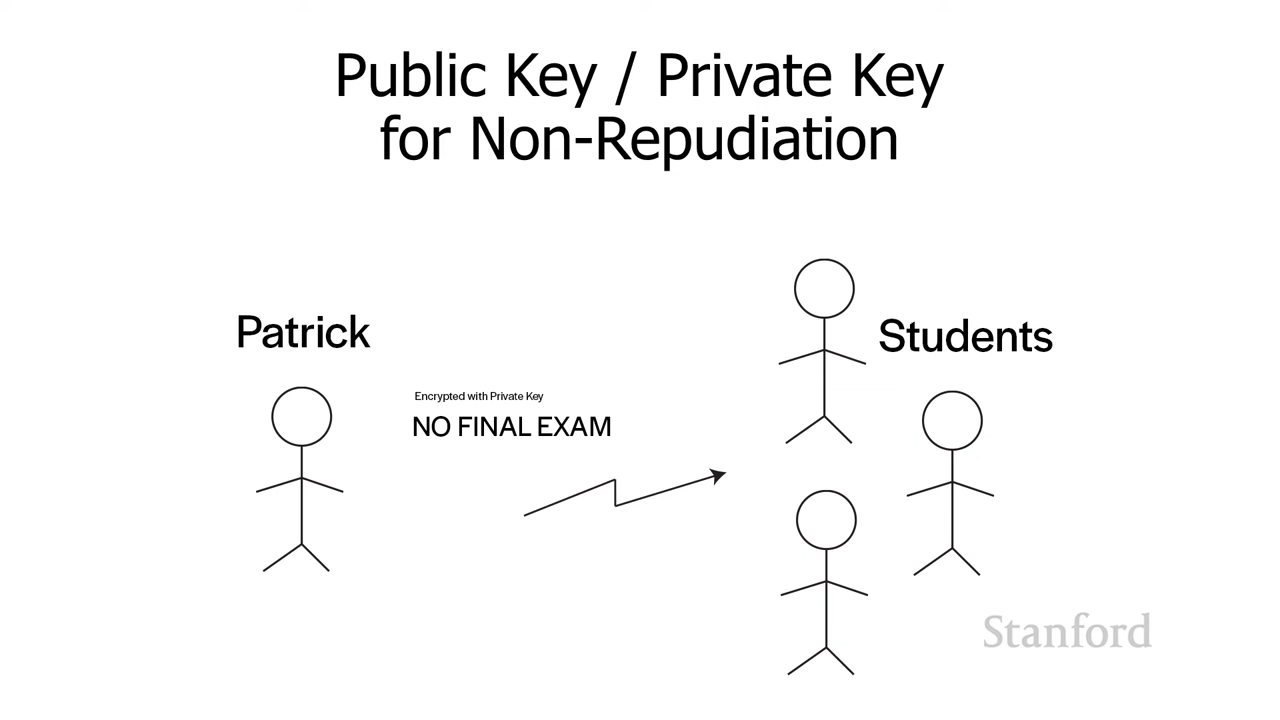 Public Key / Private Key
for Non-Repudiation
Patrick
Students
Encrypted with Private Key
NO FINAL EXAM
Stanford